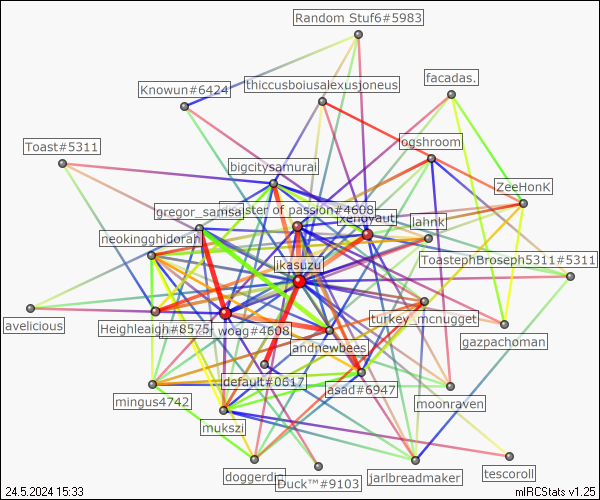 Random Stuf6#5983
facadas.
thiccusboiusalexusjoneus
Knowun#6424
ogshroom
Toast#5311
bigcitysamurai
ZeeHonK
gregor_samsa
ster of passion#4608
xenoyaut
lahnk
neokingghidorah
ikasuzu
ToastephBroseph5311#5311
avelicious
Heighleaigh#8575
woag#4608
turkey_mcnugget
gazpachoman
andnewbees
default#0617
asad#6947
mingus4742
moonraven
mukszi
doggerdin
Duck™#9103
jarlbreadmaker
tescoroll
24.5.2024 15:33
mIRCStats v1.25